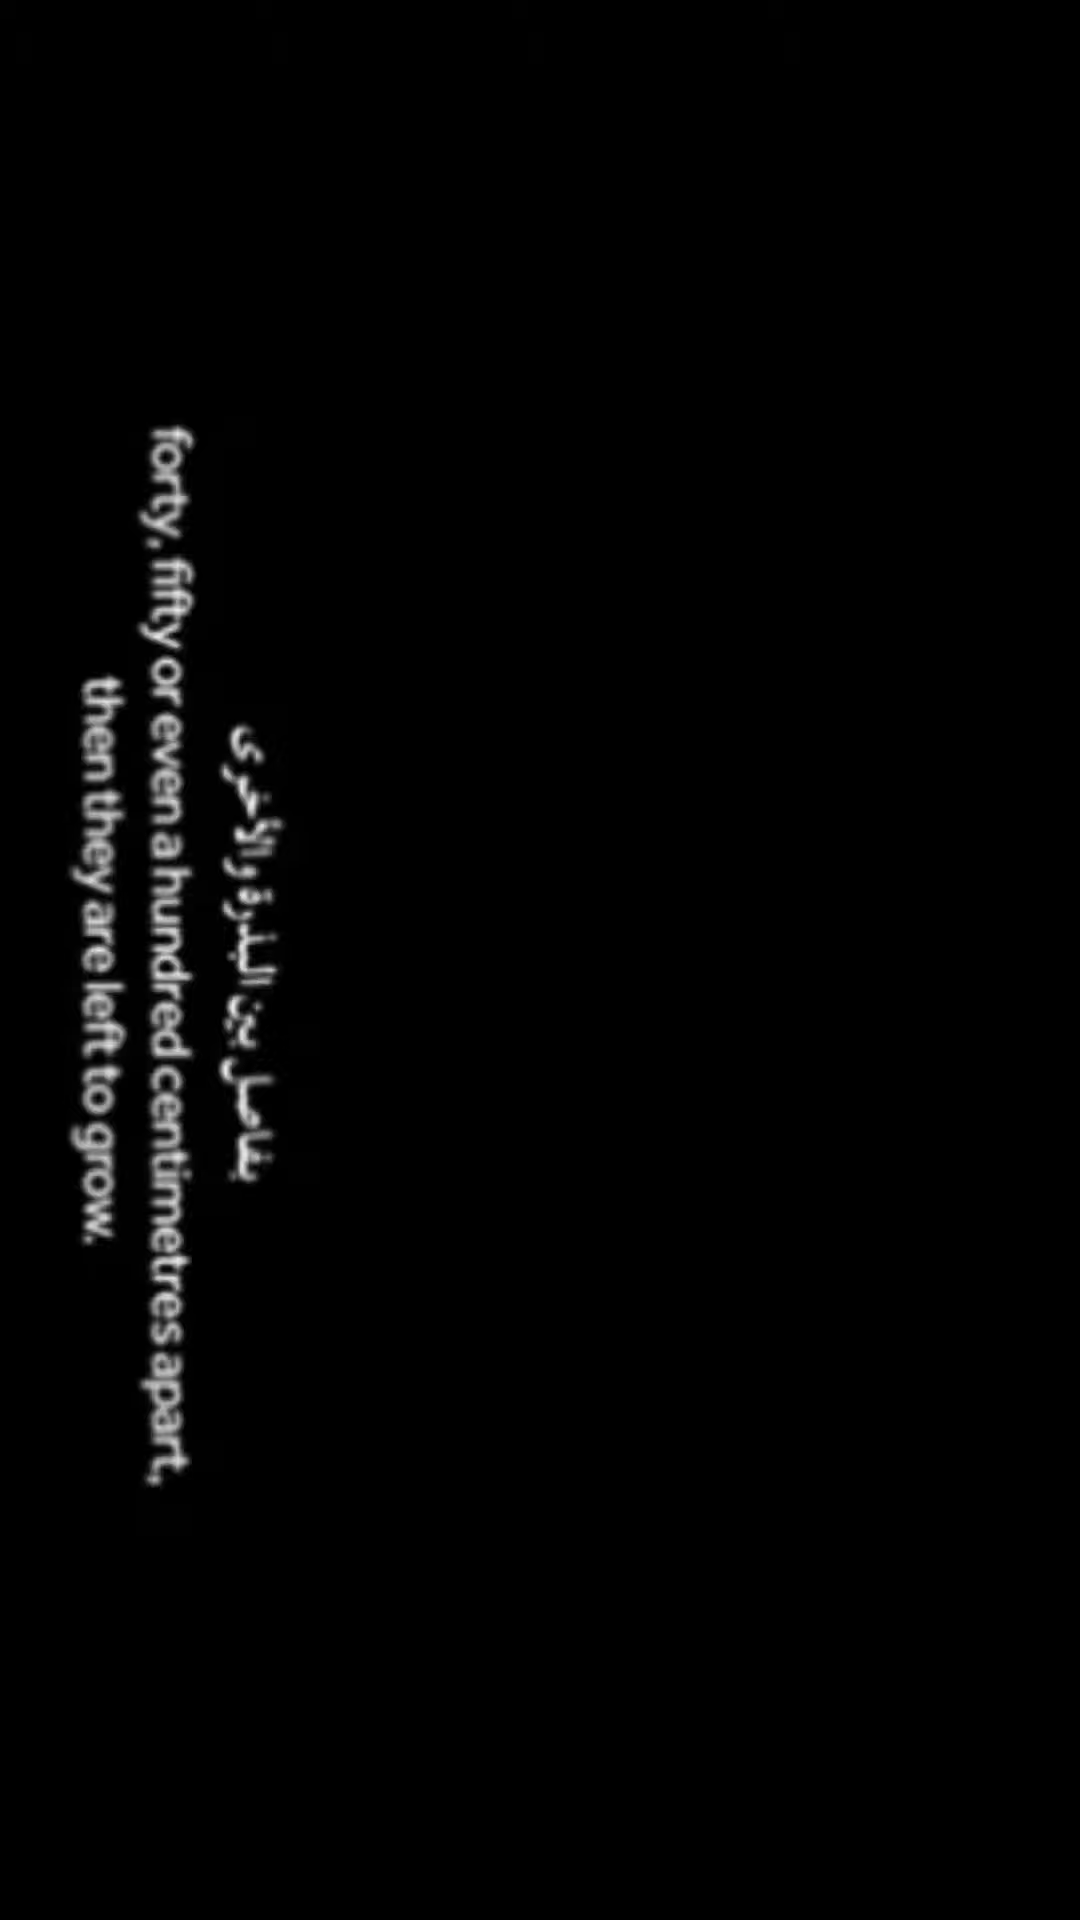 بفاصل بين البذرة والأخرى
forty, fifty or even a hundred centimetres apart,
then they are left to grow.